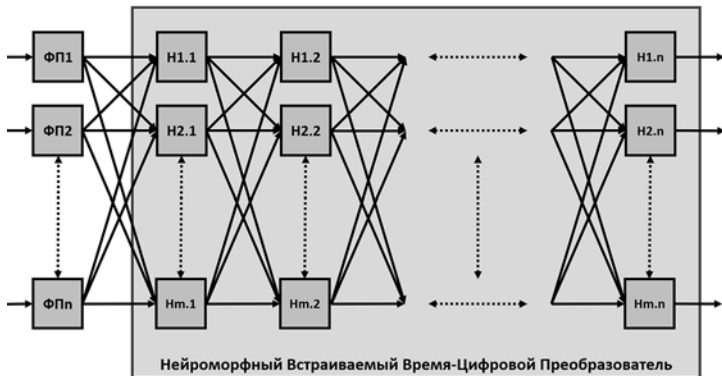 ФП1 Н1.1 Н1.2 Н1.n
ФП2 Н2.1 Н2.2 Н2.n
ФПn Нm.1 Нm.2 Нm.n
Нейроморфный Встраиваемый Время-Цифровой Преобразователь